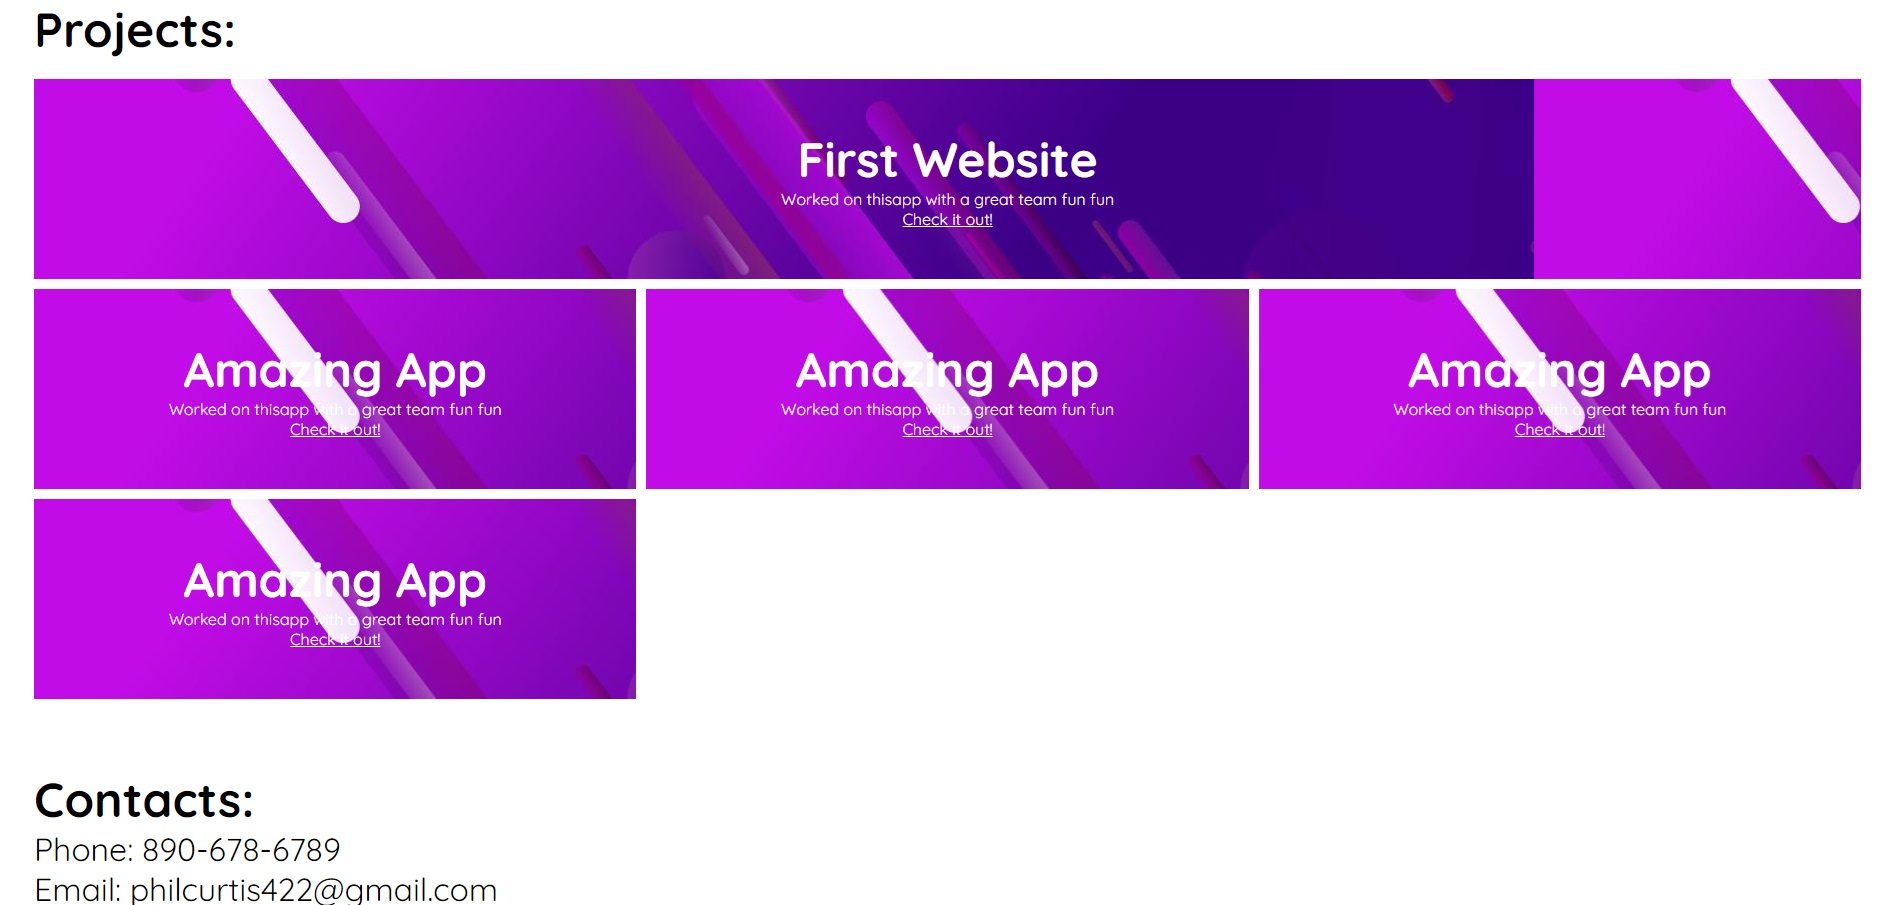 Projects:
First Website
Worked on thisapp with a great team fun fun
Check it out!
Amazing App
Worked on thisapp with a great team fun fun
Check it out!
Amazing App
Worked on thisapp with a great team fun fun
Check it out!
Amazing App
Worked on thisapp with a great team fun fun
Check it out!
Amazing App
Worked on thisapp with a great team fun fun
Check it out!
Contacts:
Phone: 890-678-6789
Email: philcurtis422@gmail.com